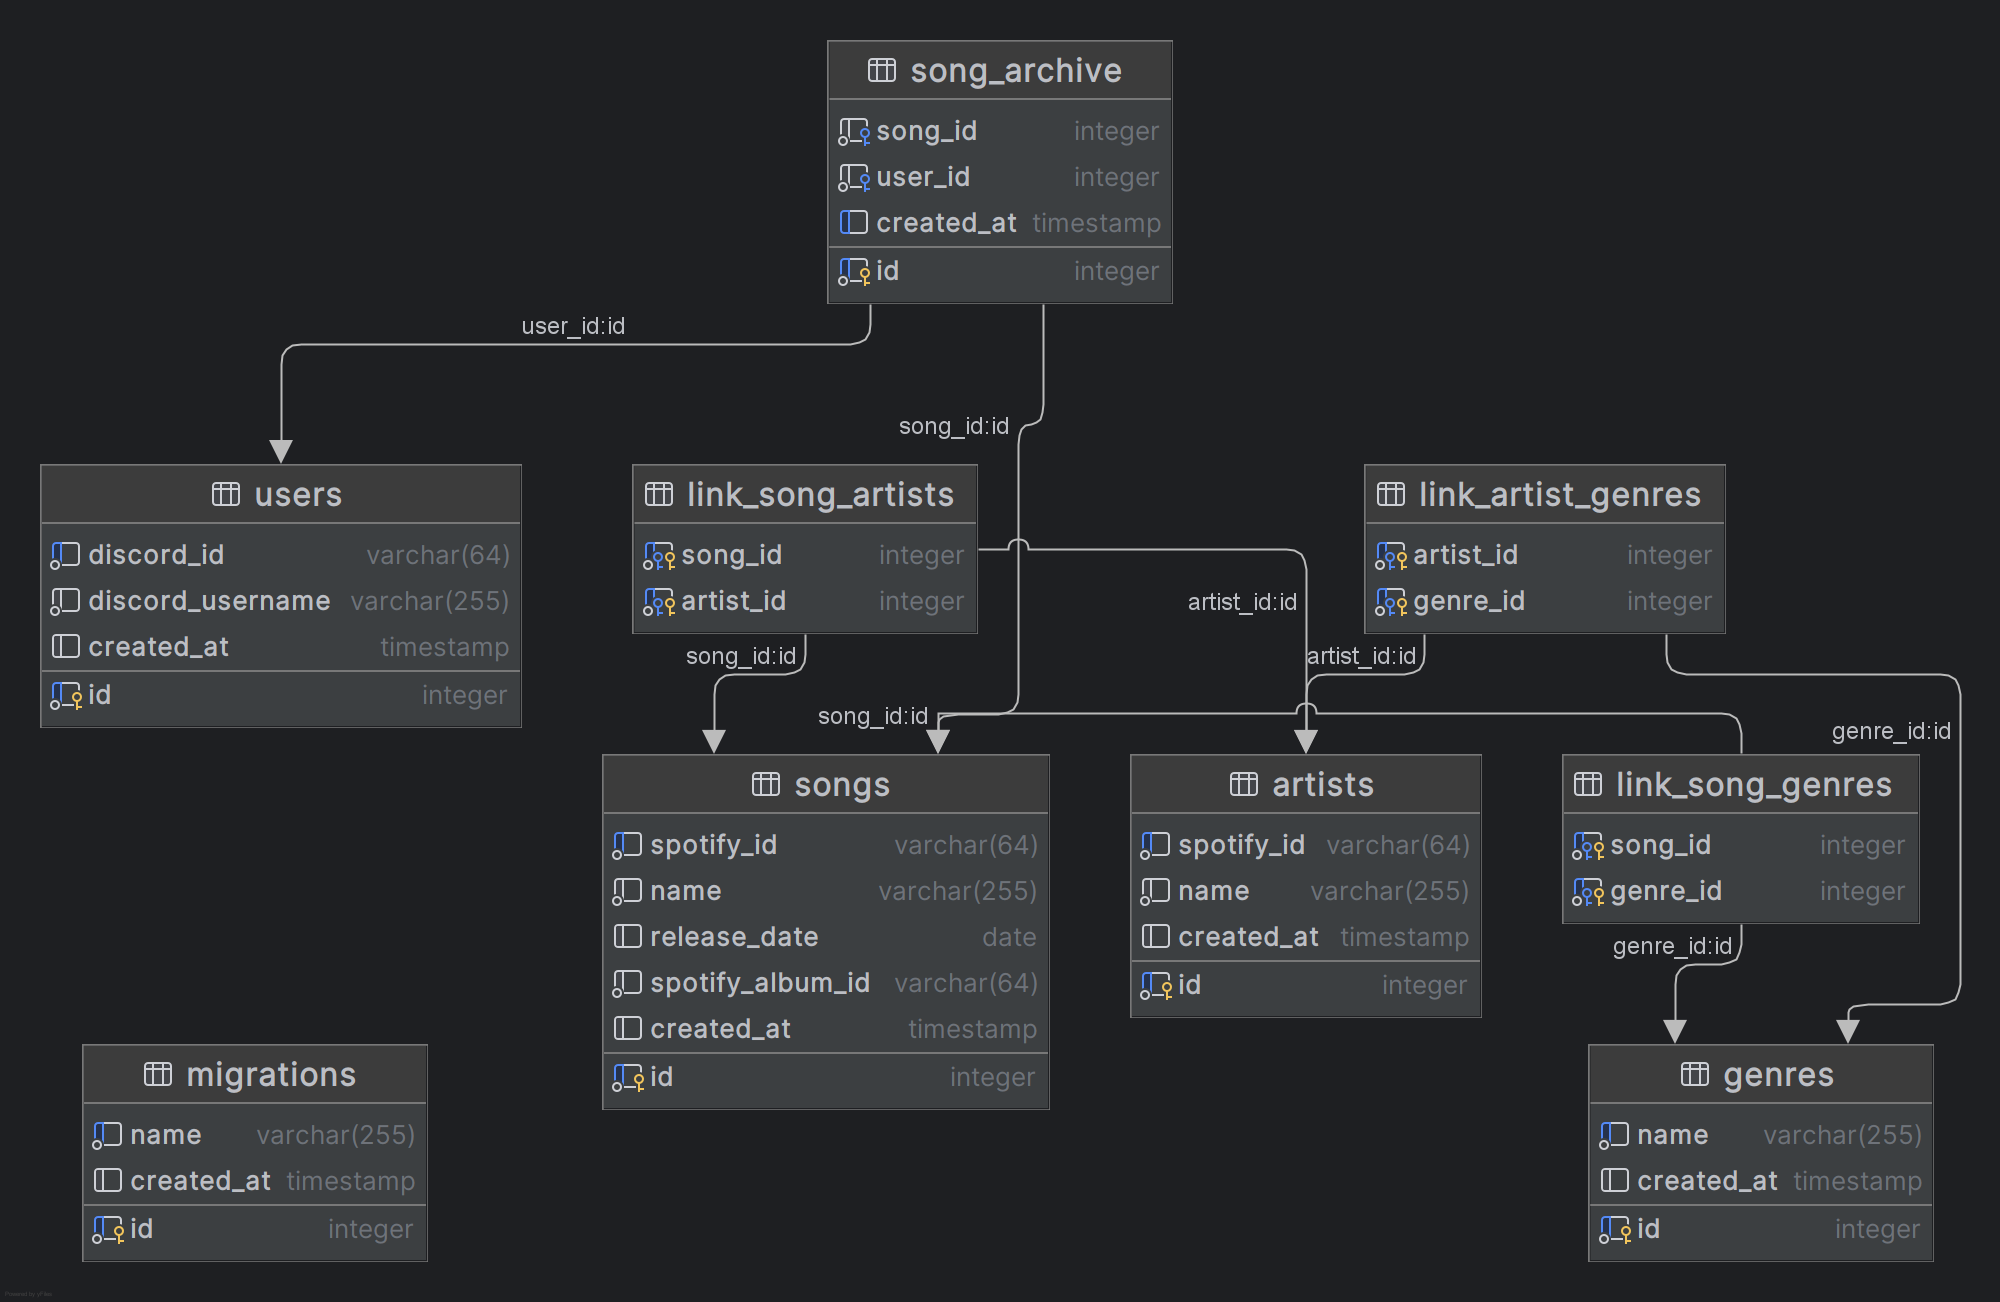 song_archive
song_id integer
user_id integer
created_at timestamp
id integer
user_id:id
song_id:id
users
discord_id varchar(64)
discord_username varchar(255)
created_at timestamp
id integer
link_song_artists
song_id integer
artist_id integer
link_artist_genres
artist_id integer
genre_id integer
artist_id:id
song_id:id
artist_id:id
song_id:id
genre_id:id
songs
spotify_id varchar(64)
name varchar(255)
release_date date
spotify_album_id varchar(64)
created_at timestamp
id integer
artists
spotify_id varchar(64)
name varchar(255)
created_at timestamp
id integer
link_song_genres
song_id integer
genre_id integer
genre_id:id
migrations
name varchar(255)
created_at timestamp
id integer
genres
name varchar(255)
created_at timestamp
id integer
Powered by yFiles